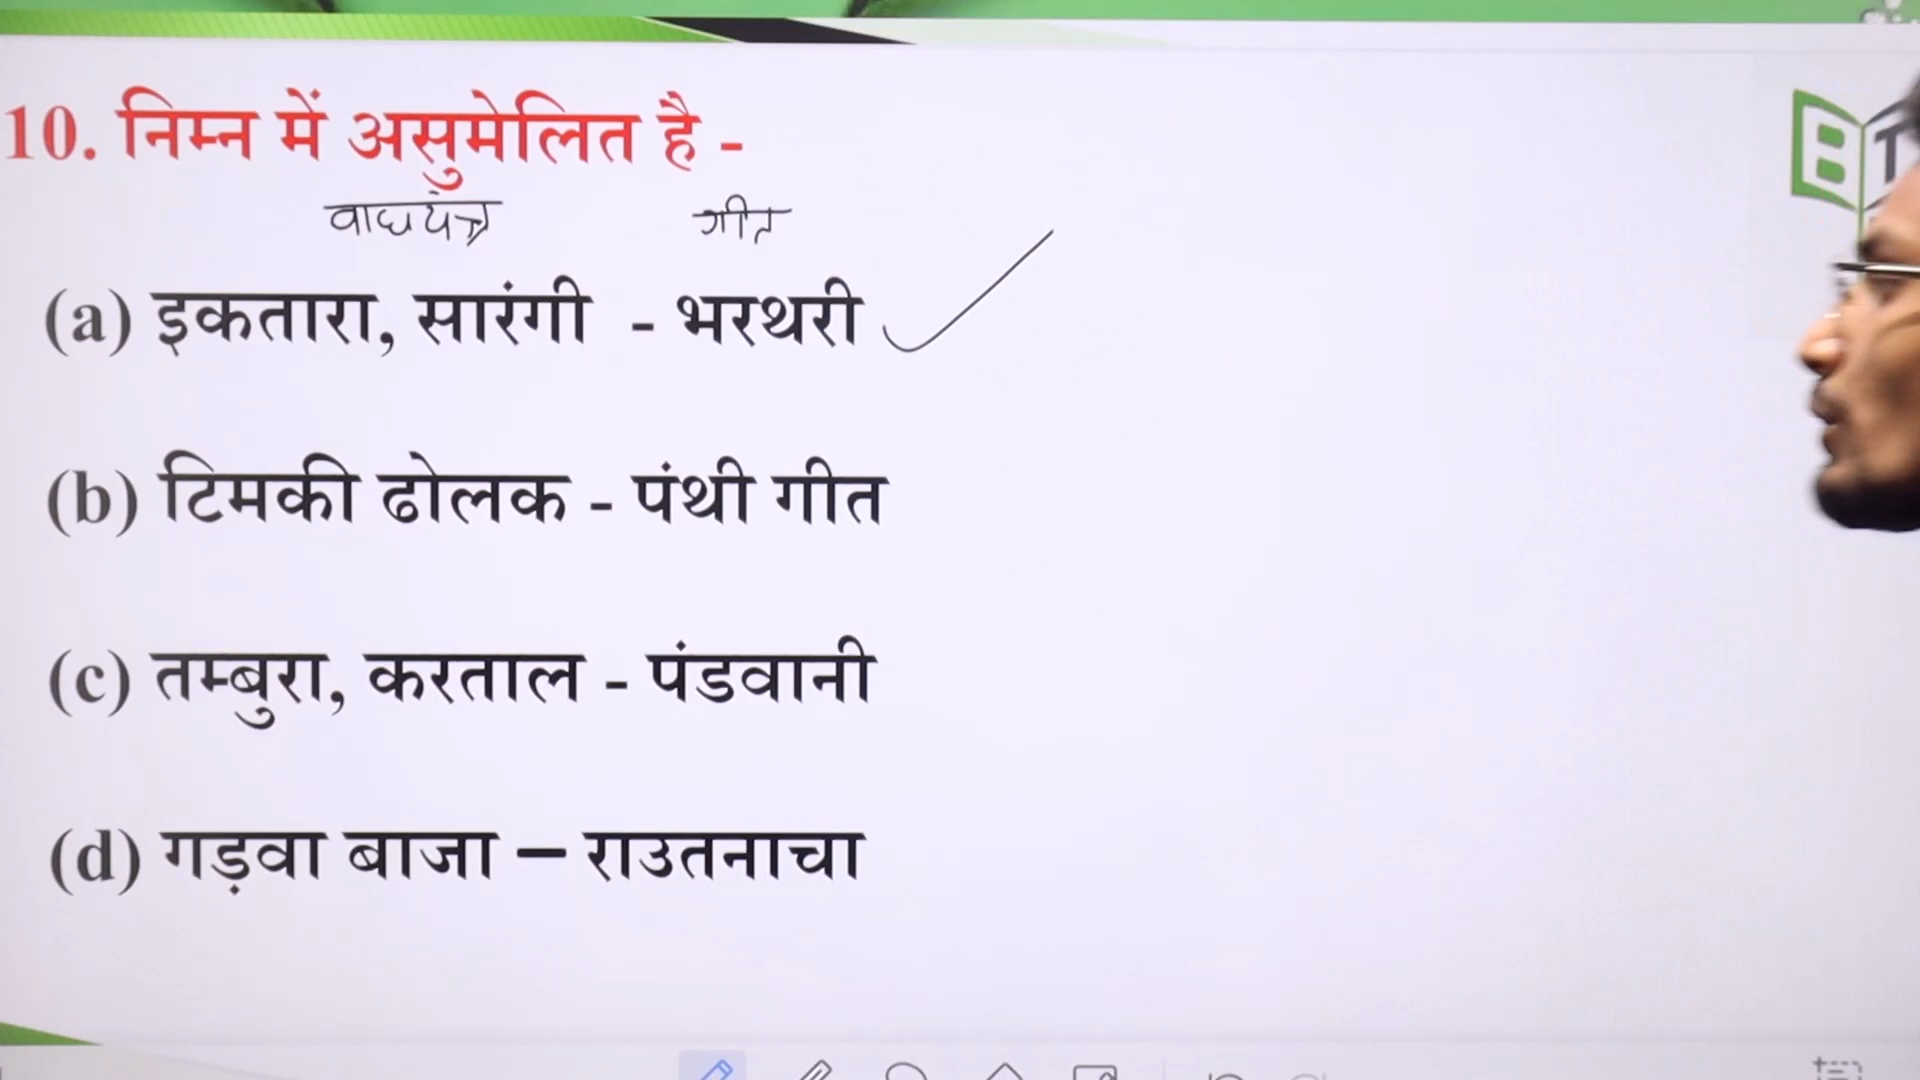 10. निम्न में असुमेलित है -
वाद्ययंत्र गीत
(a) इकतारा, सारंगी - भरथरी
(b) टिमकी ढोलक - पंथी गीत
(c) तम्बुरा, करताल - पंडवानी
(d) गड़वा बाजा – राउतनाचा